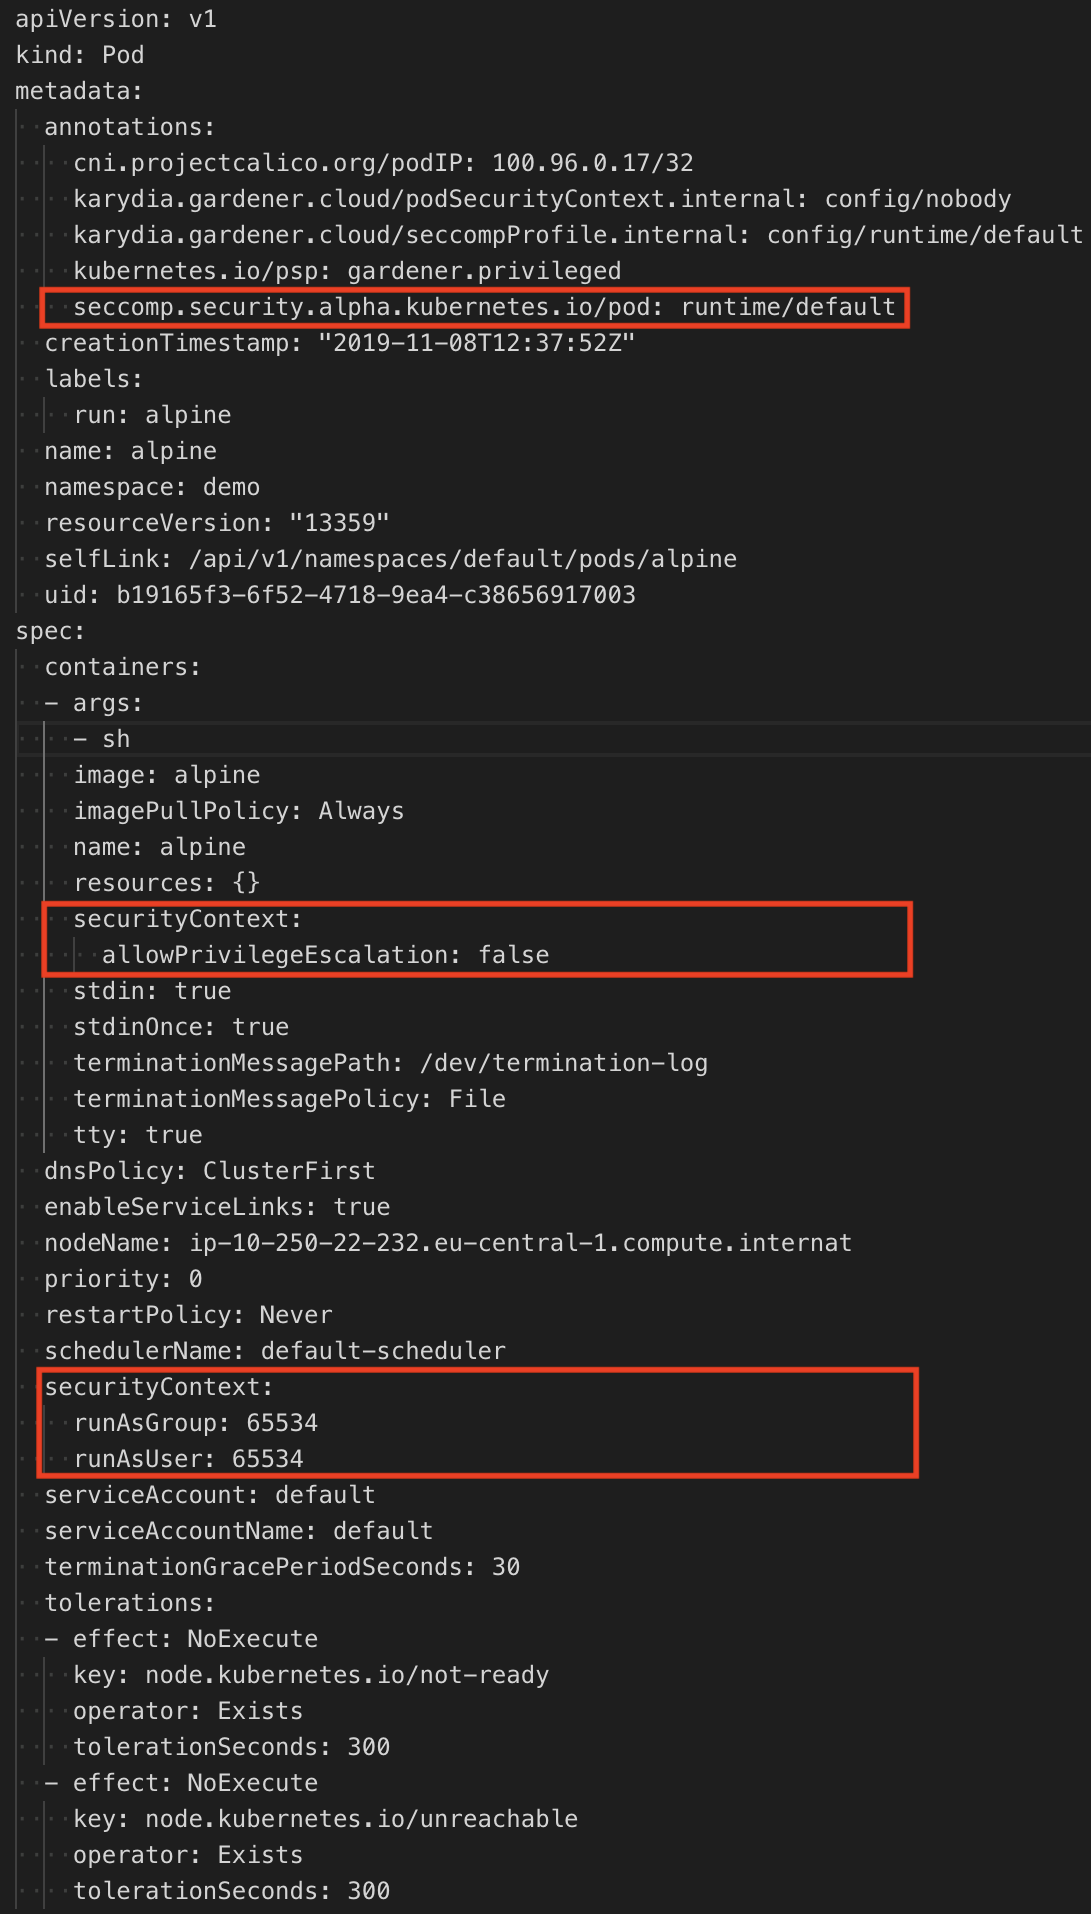 apiVersion: v1
kind: Pod
metadata:
  annotations:
    cni.projectcalico.org/podIP: 100.96.0.17/32
    karydia.gardener.cloud/podSecurityContext.internal: config/nobody
    karydia.gardener.cloud/seccompProfile.internal: config/runtime/default
    kubernetes.io/psp: gardener.privileged
    seccomp.security.alpha.kubernetes.io/pod: runtime/default
  creationTimestamp: "2019-11-08T12:37:52Z"
  labels:
    run: alpine
  name: alpine
  namespace: demo
  resourceVersion: "13359"
  selfLink: /api/v1/namespaces/default/pods/alpine
  uid: b19165f3-6f52-4718-9ea4-c38656917003
spec:
  containers:
  - args:
    - sh
    image: alpine
    imagePullPolicy: Always
    name: alpine
    resources: {}
    securityContext:
      allowPrivilegeEscalation: false
    stdin: true
    stdinOnce: true
    terminationMessagePath: /dev/termination-log
    terminationMessagePolicy: File
    tty: true
  dnsPolicy: ClusterFirst
  enableServiceLinks: true
  nodeName: ip-10-250-22-232.eu-central-1.compute.internat
  priority: 0
  restartPolicy: Never
  schedulerName: default-scheduler
  securityContext:
    runAsGroup: 65534
    runAsUser: 65534
  serviceAccount: default
  serviceAccountName: default
  terminationGracePeriodSeconds: 30
  tolerations:
  - effect: NoExecute
    key: node.kubernetes.io/not-ready
    operator: Exists
    tolerationSeconds: 300
  - effect: NoExecute
    key: node.kubernetes.io/unreachable
    operator: Exists
    tolerationSeconds: 300